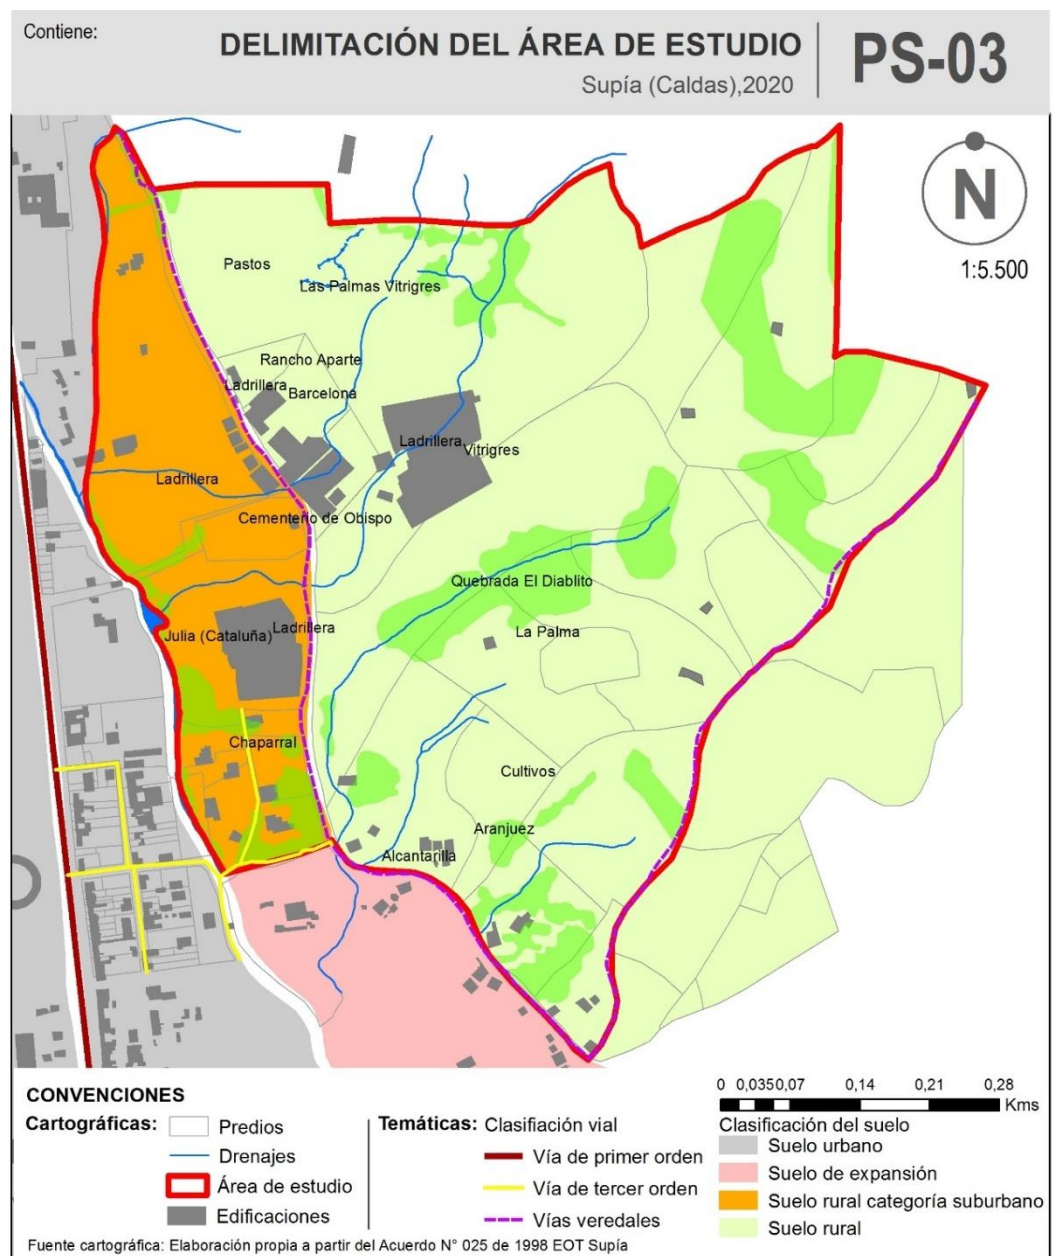 Contiene:
DELIMITACIÓN DEL ÁREA DE ESTUDIO
Supía (Caldas),2020
PS-03
N
1:5.500
Pastos
Las Palmas Vitrigres
Rancho Aparte
Ladrillera
Barcelona
Ladrillera
Vitrigres
Ladrillera
Cementerio de Obispo
Quebrada El Diablito
Julia (Cataluña)
Ladrillera
La Palma
Chaparral
Cultivos
Aranjuez
Alcantarilla
CONVENCIONES
Cartográficas:
Predios
Drenajes
Área de estudio
Edificaciones
Temáticas: Clasifiación vial
Vía de primer orden
Vía de tercer orden
Vías veredales
0 0,0350,07 0,14 0,21 0,28
Kms
Clasificación del suelo
Suelo urbano
Suelo de expansión
Suelo rural categoría suburbano
Suelo rural
Fuente cartográfica: Elaboración propia a partir del Acuerdo N° 025 de 1998 EOT Supía